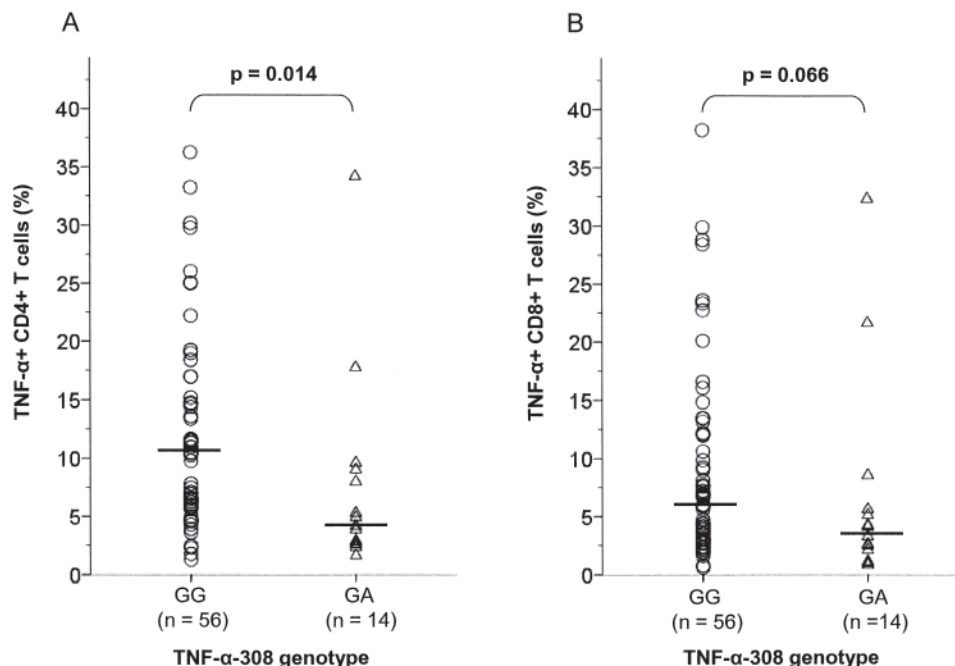 A
p = 0.014
TNF-α+ CD4+ T cells (%)
40
35
30
25
20
15
10
5
0
GG
GA
(n = 56)
(n = 14)
TNF-α-308 genotype
B
p = 0.066
TNF-α+ CD8+ T cells (%)
40
35
30
25
20
15
10
5
0
GG
GA
(n = 56)
(n =14)
TNF-α-308 genotype